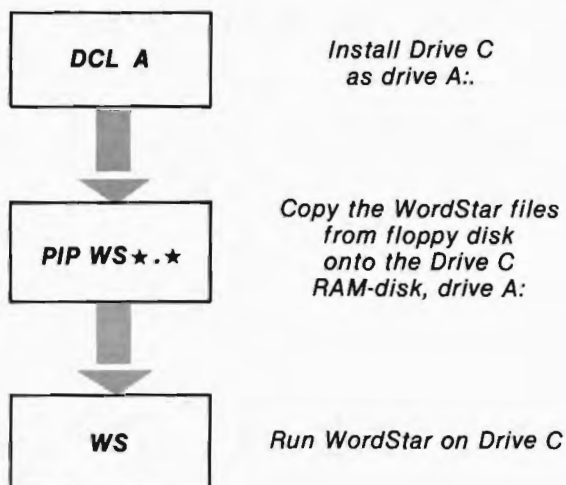 DCL A
Install Drive C
as drive A:.
PIP WS★.★
Copy the WordStar files
from floppy disk
onto the Drive C
RAM-disk, drive A:
WS
Run WordStar on Drive C